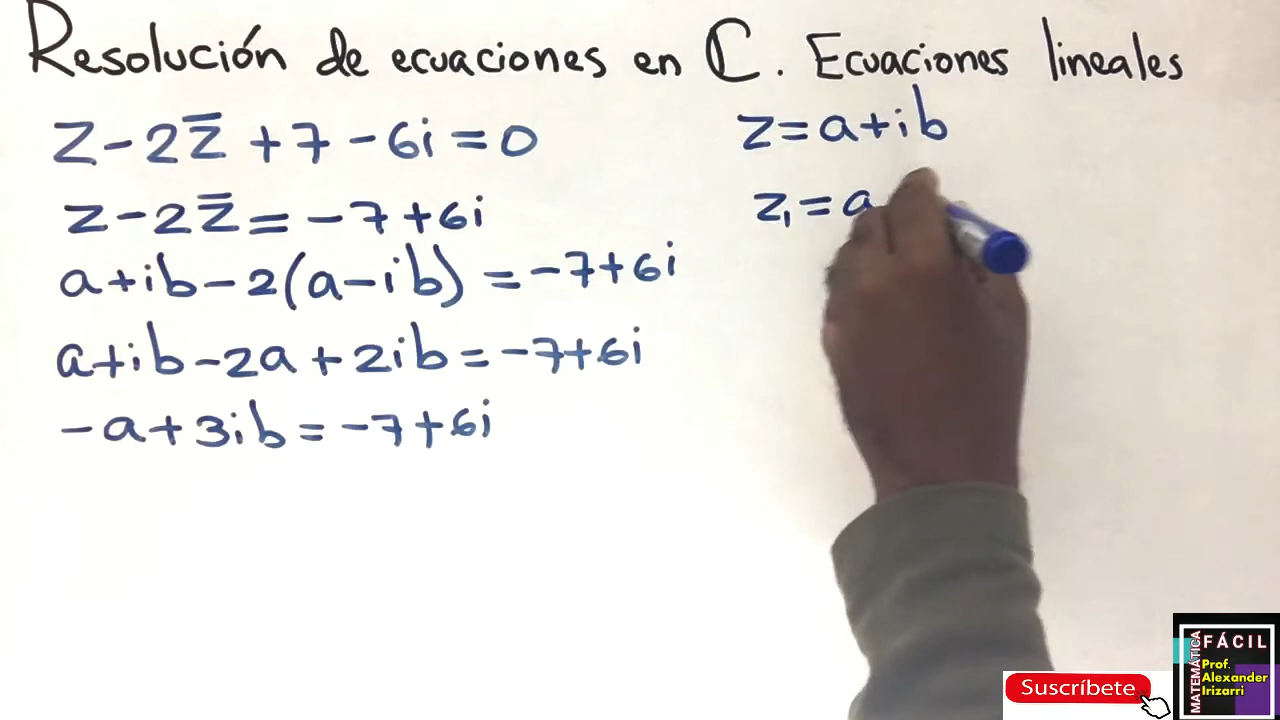 Resolución de ecuaciones en ℂ. Ecuaciones lineales
z - 2z̄ + 7 - 6i = 0
z - 2z̄ = -7 + 6i
a + ib - 2(a - ib) = -7 + 6i
a + ib - 2a + 2ib = -7 + 6i
-a + 3ib = -7 + 6i
z = a + ib
z₁ = a
Suscríbete
MATEMÁTICA
FÁCIL
Prof.
Alexander
Irizarri